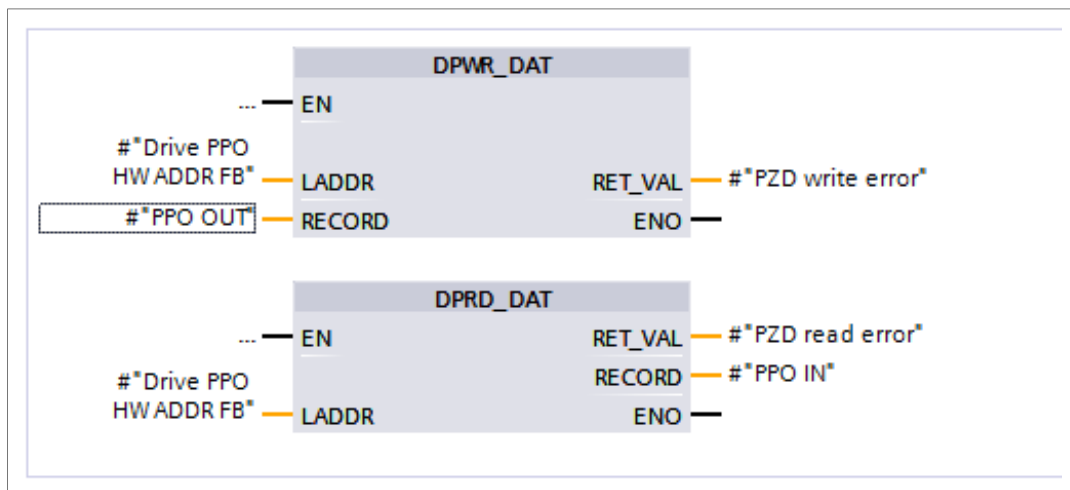 DPWR_DAT
... EN
#"Drive PPO
HW ADDR FB" LADDR RET_VAL #"PZD write error"
#"PPO OUT" RECORD ENO
DPRD_DAT
... EN RET_VAL #"PZD read error"
RECORD #"PPO IN"
#"Drive PPO
HW ADDR FB" LADDR ENO